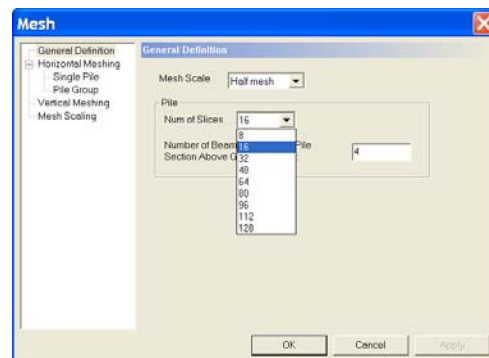 Mesh
General Definition
Horizontal Meshing
Single Pile
Pile Group
Vertical Meshing
Mesh Scaling
General Definition
Mesh Scale Half mesh
Pile
Num of Slices 16
8
16
32
48
64
80
96
112
128
Number of Beam Pile
Section Above G 4
OK Cancel Apply